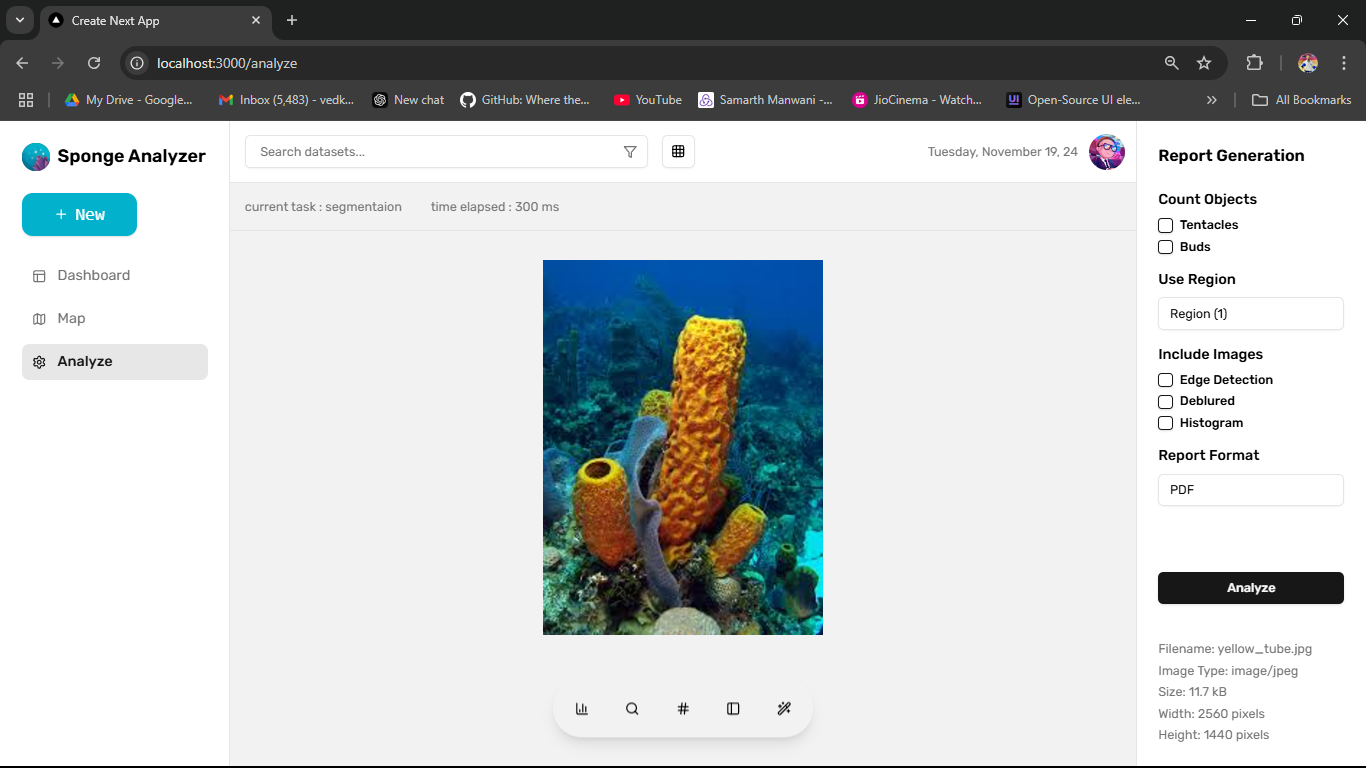 Create Next App
localhost:3000/analyze
My Drive - Google...
Inbox (5,483) - vedk...
New chat
GitHub: Where the...
YouTube
Samarth Manwani -...
JioCinema - Watch...
UI
Open-Source UI ele...
All Bookmarks
Sponge Analyzer
+ New
Dashboard
Map
Analyze
Search datasets...
Tuesday, November 19, 24
current task : segmentaion
time elapsed : 300 ms
Report Generation
Count Objects
Tentacles
Buds
Use Region
Region (1)
Include Images
Edge Detection
Deblured
Histogram
Report Format
PDF
Analyze
Filename: yellow_tube.jpg
Image Type: image/jpeg
Size: 11.7 kB
Width: 2560 pixels
Height: 1440 pixels